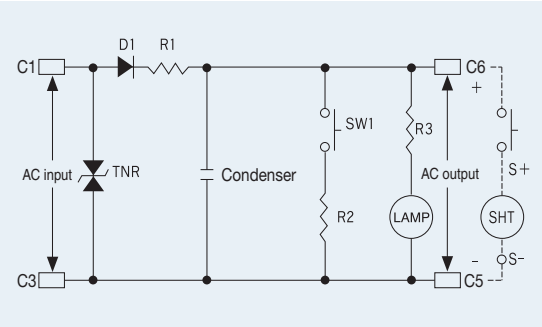 D1
R1
C1
C6
+
SW1
R3
S+
AC input
TNR
Condenser
AC output
R2
LAMP
SHT
-
S-
C3
C5